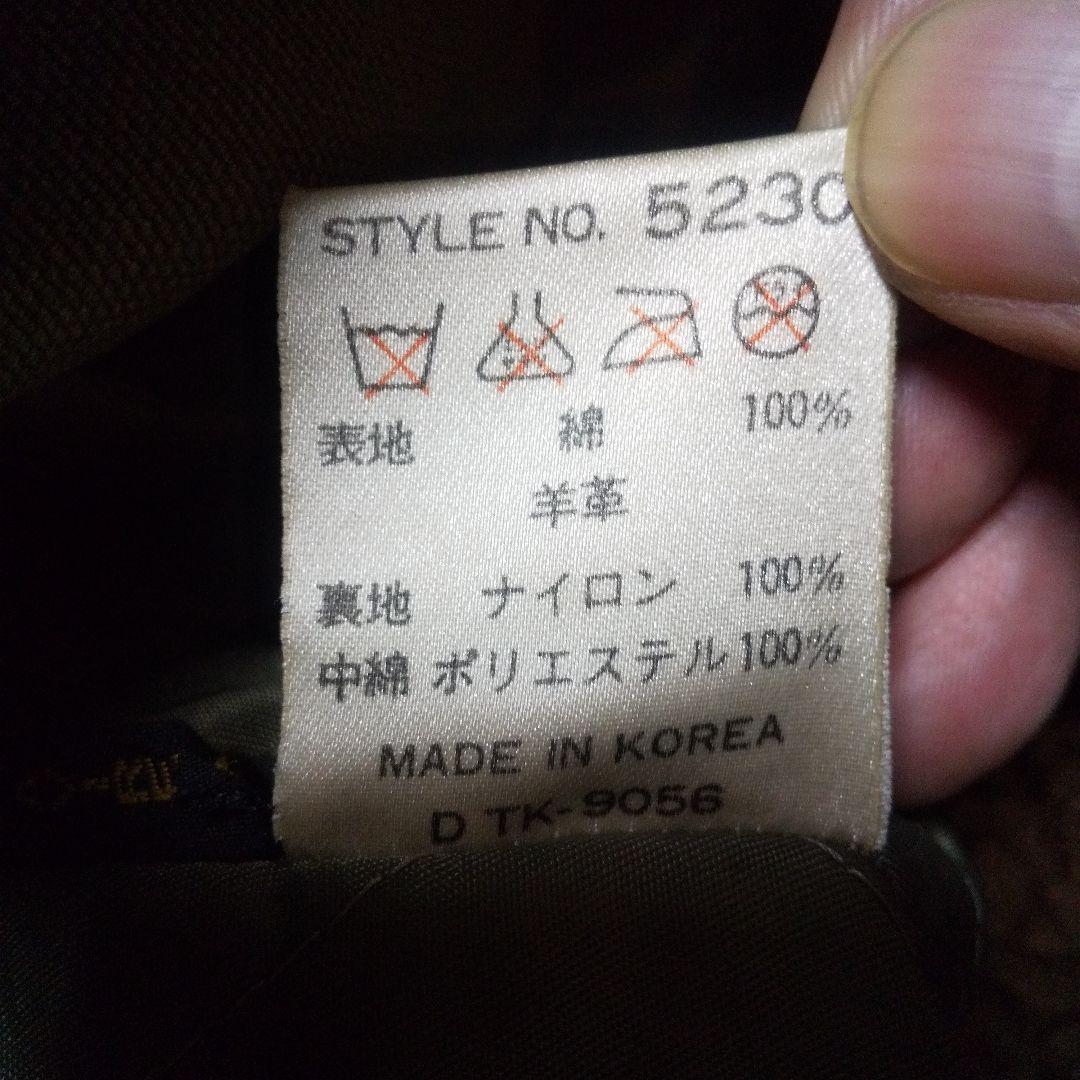 STYLE NO. 5230
表地 綿 100%
羊革
裏地 ナイロン 100%
中綿 ポリエステル 100%
MADE IN KOREA
D TK-9056